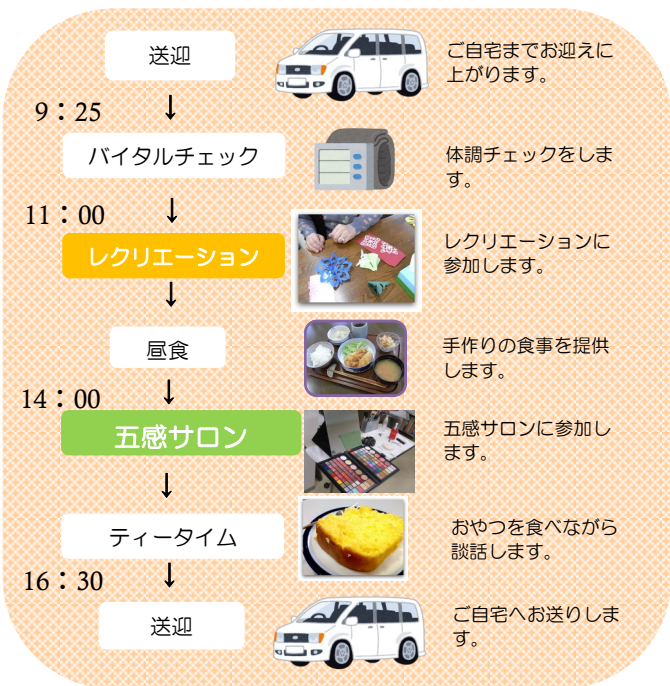 送迎
ご自宅までお迎えに
上がります。
9：25
↓
バイタルチェック
体調チェックをしま
す。
11：00
↓
レクリエーション
レクリエーションに
参加します。
↓
昼食
手作りの食事を提供
します。
14：00
↓
五感サロン
五感サロンに参加し
ます。
↓
ティータイム
おやつを食べながら
談話します。
16：30
↓
送迎
ご自宅へお送りしま
す。